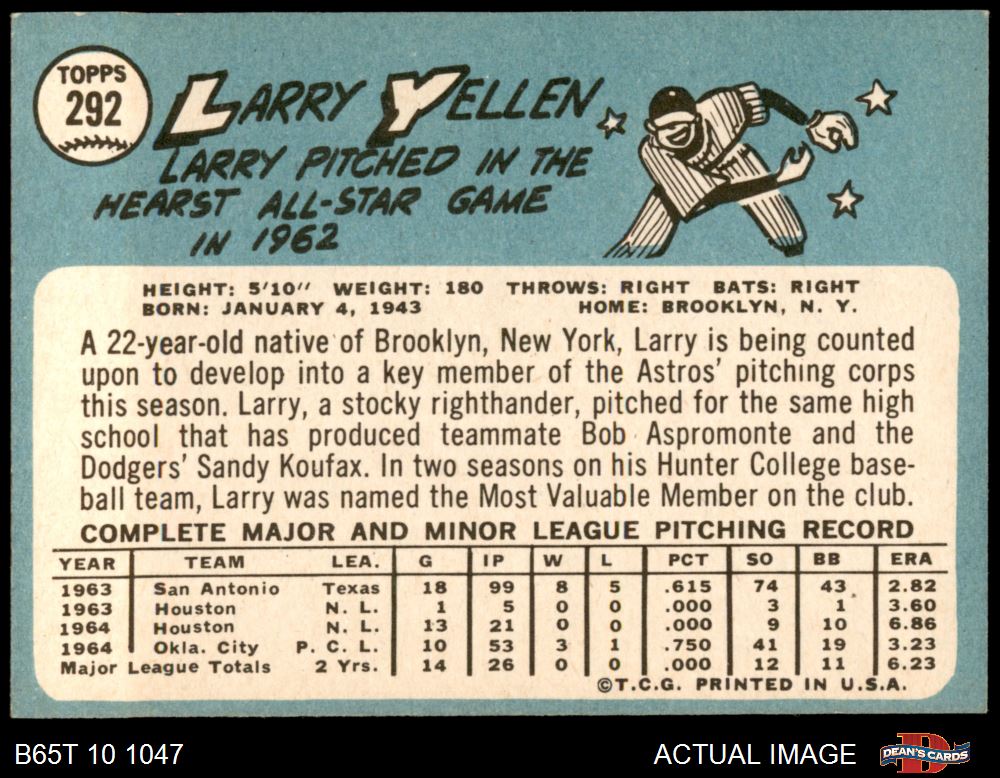 TOPPS
292
LARRY YELLEN
LARRY PITCHED IN THE
HEARST ALL-STAR GAME
IN 1962
HEIGHT: 5'10" WEIGHT: 180 THROWS: RIGHT BATS: RIGHT
BORN: JANUARY 4, 1943 HOME: BROOKLYN, N. Y.
A 22-year-old native of Brooklyn, New York, Larry is being counted
upon to develop into a key member of the Astros' pitching corps
this season. Larry, a stocky righthander, pitched for the same high
school that has produced teammate Bob Aspromonte and the
Dodgers' Sandy Koufax. In two seasons on his Hunter College base-
ball team, Larry was named the Most Valuable Member on the club.
COMPLETE MAJOR AND MINOR LEAGUE PITCHING RECORD
YEAR TEAM LEA. G IP W L PCT SO BB ERA
1963 San Antonio Texas 18 99 8 5 .615 74 43 2.82
1963 Houston N. L. 1 5 0 0 .000 3 1 3.60
1964 Houston N. L. 13 21 0 0 .000 9 10 6.86
1964 Okla. City P. C. L. 10 53 3 1 .750 41 19 3.23
Major League Totals 2 Yrs. 14 26 0 0 .000 12 11 6.23
©T.C.G. PRINTED IN U.S.A.
B65T 10 1047 ACTUAL IMAGE DEAN'S CARDS